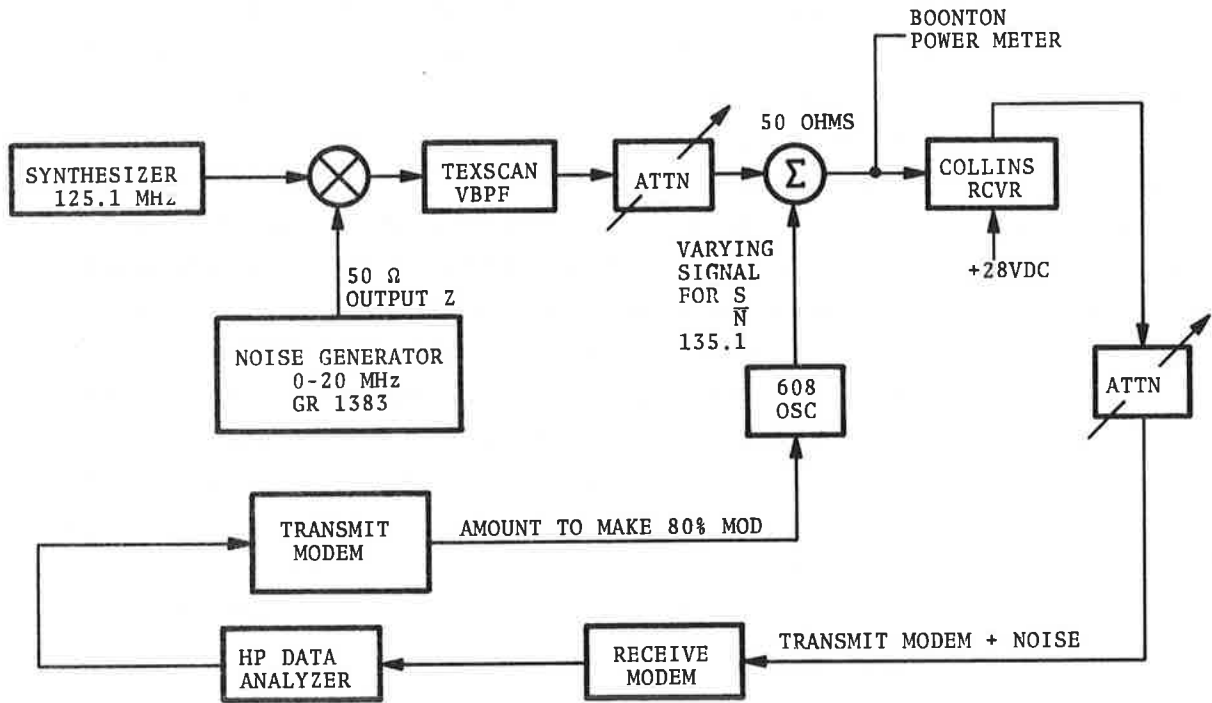 BOONTON
POWER METER
50 OHMS
SYNTHESIZER
125.1 MHz
TEXSCAN
VBPF
ATTN
Σ
COLLINS
RCVR
+28VDC
50 Ω
OUTPUT Z
VARYING
SIGNAL
FOR S
N
135.1
NOISE GENERATOR
0-20 MHz
GR 1383
608
OSC
ATTN
TRANSMIT
MODEM
AMOUNT TO MAKE 80% MOD
TRANSMIT MODEM + NOISE
HP DATA
ANALYZER
RECEIVE
MODEM